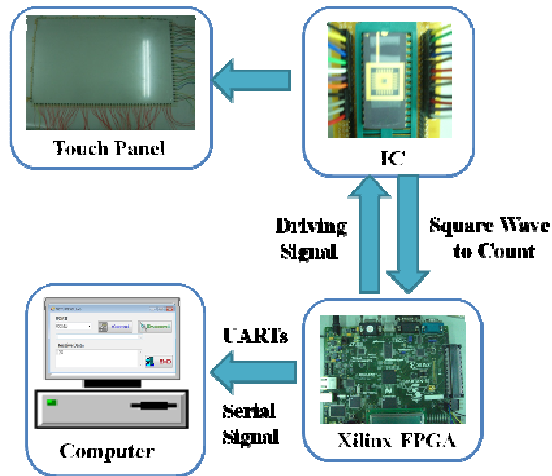 Touch Panel
IC
Driving
Signal
Square Wave
to Count
UARTs
Serial
Signal
Computer
Xilinx FPGA